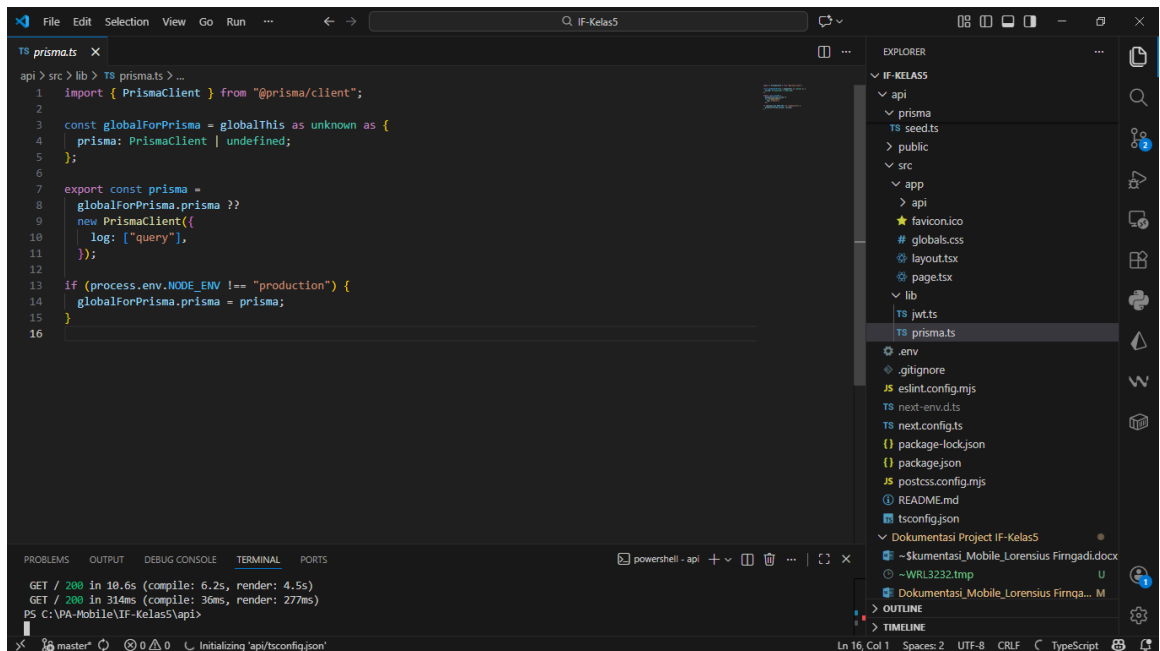 File Edit Selection View Go Run ··· ← → IF-Kelas5
TS prisma.ts ×
api > src > lib > TS prisma.ts > ...
1 import { PrismaClient } from "@prisma/client";
2
3 const globalForPrisma = globalThis as unknown as {
4 prisma: PrismaClient | undefined;
5 };
6
7 export const prisma =
8 globalForPrisma.prisma ??
9 new PrismaClient({
10 log: ["query"],
11 });
12
13 if (process.env.NODE_ENV !== "production") {
14 globalForPrisma.prisma = prisma;
15 }
16
EXPLORER ···
IF-KELAS5
api
prisma
TS seed.ts
public
src
app
api
favicon.ico
# globals.css
layout.tsx
page.tsx
lib
TS jwt.ts
TS prisma.ts
.env
.gitignore
JS eslint.config.mjs
TS next-env.d.ts
TS next.config.ts
{} package-lock.json
{} package.json
JS postcss.config.mjs
README.md
tsconfig.json
Dokumentasi Project IF-Kelas5
~$kumentasi_Mobile_Lorensius Firngadi.docx
~WRL3232.tmp U
Dokumentasi_Mobile_Lorensius Firnga... M
OUTLINE
TIMELINE
2
1
PROBLEMS OUTPUT DEBUG CONSOLE TERMINAL PORTS powershell - api
GET / 200 in 10.6s (compile: 6.2s, render: 4.5s)
GET / 200 in 314ms (compile: 36ms, render: 277ms)
PS C:\PA-Mobile\IF-Kelas5\api>
master* 0 0 Initializing 'api/tsconfig.json' Ln 16, Col 1 Spaces: 2 UTF-8 CRLF TypeScript